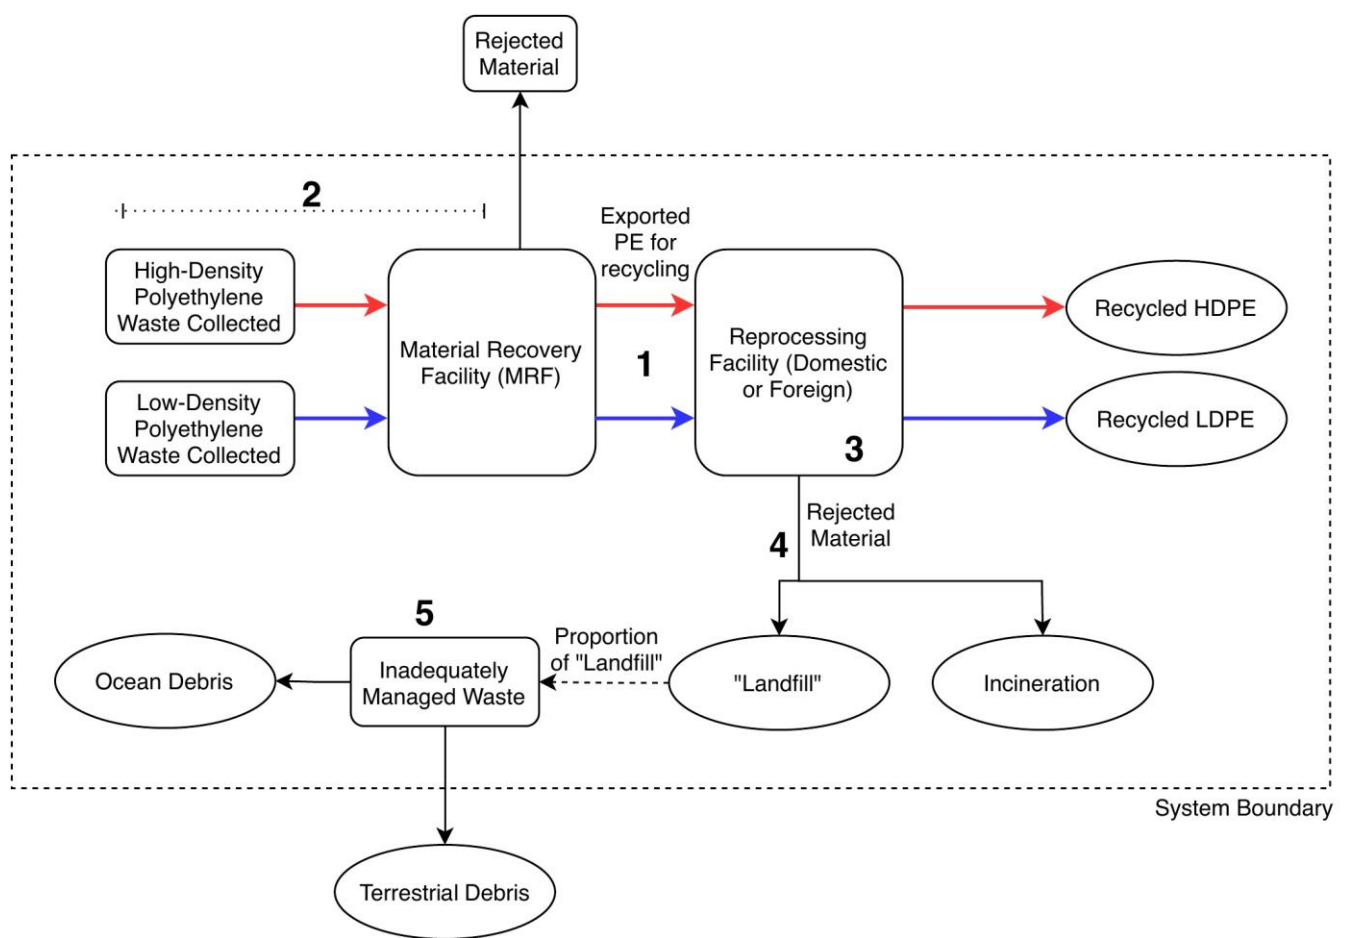 Rejected
Material
2
Exported
PE for
recycling
High-Density
Polyethylene
Waste Collected
Recycled HDPE
Material Recovery
Facility (MRF)
1
Reprocessing
Facility (Domestic
or Foreign)
Low-Density
Polyethylene
Waste Collected
Recycled LDPE
3
Rejected
Material
4
5
Proportion
of "Landfill"
Ocean Debris
Inadequately
Managed Waste
"Landfill"
Incineration
System Boundary
Terrestrial Debris